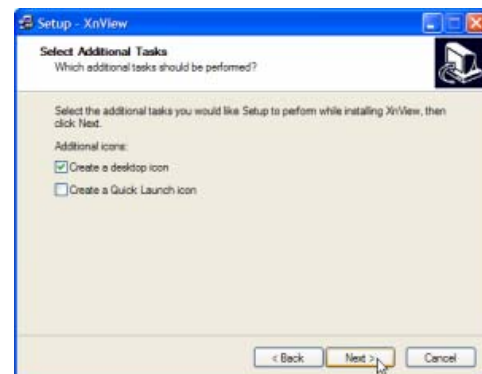 Setup - XnView
Select Additional Tasks
Which additional tasks should be performed?
Select the additional tasks you would like Setup to perform while installing XnView, then
click Next.
Additional icons:
Create a desktop icon
Create a Quick Launch icon
< Back Next > Cancel